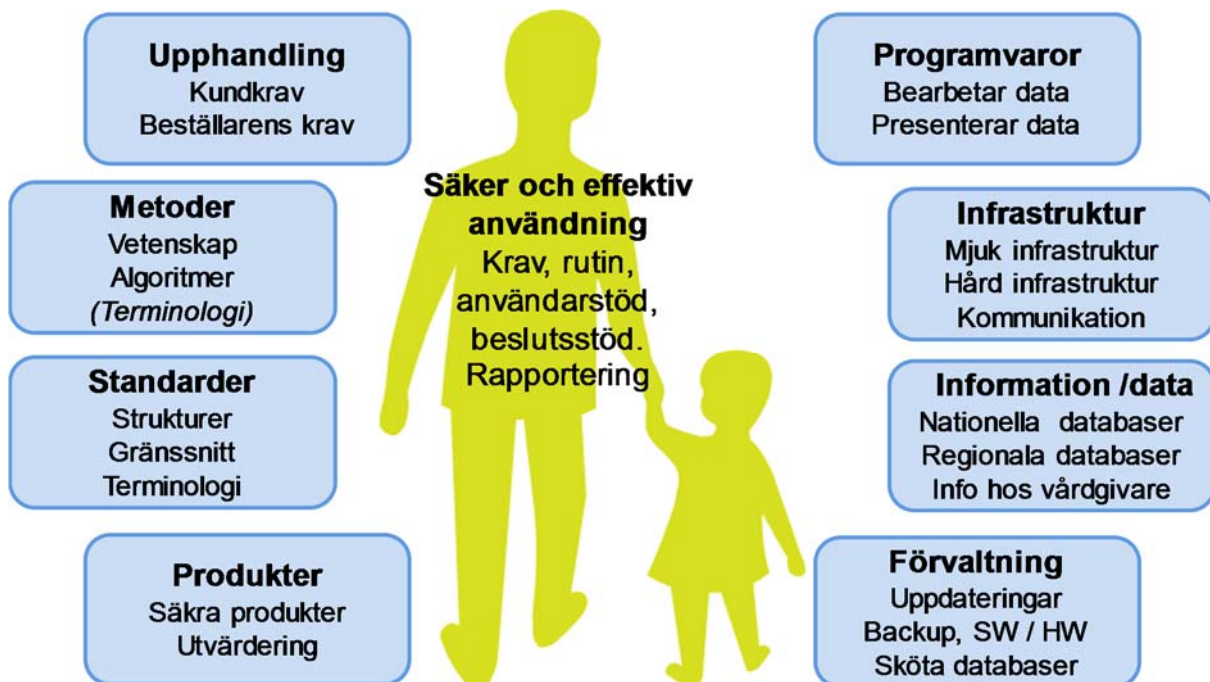 Upphandling
Kundkrav
Beställarens krav
Metoder
Vetenskap
Algoritmer
(Terminologi)
Standarder
Strukturer
Gränssnitt
Terminologi
Produkter
Säkra produkter
Utvärdering
Säker och effektiv
användning
Krav, rutin,
användarstöd,
beslutsstöd.
Rapportering
Programvaror
Bearbetar data
Presenterar data
Infrastruktur
Mjuk infrastruktur
Hård infrastruktur
Kommunikation
Information /data
Nationella databaser
Regionala databaser
Info hos vårdgivare
Förvaltning
Uppdateringar
Backup, SW / HW
Sköta databaser